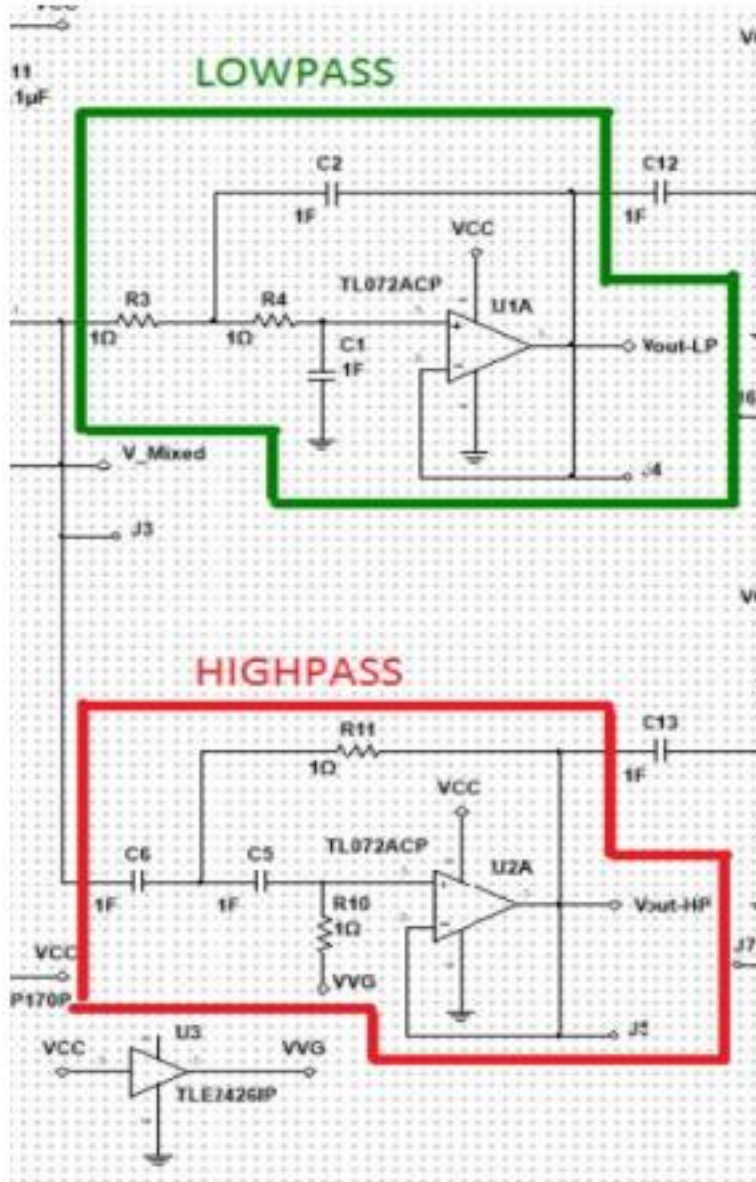 VCC
11
1µF
LOWPASS
C2
1F
C12
1F
VCC
TL072ACP
U1A
R3
1Ω
R4
1Ω
C1
1F
Vout-LP
J4
V_Mixed
J3
HIGHPASS
R11
1Ω
C13
1F
VCC
TL072ACP
U2A
C6
1F
C5
1F
R10
1Ω
Vout-HP
VVG
VCC
P170P
J7
J5
U3
VCC
VVG